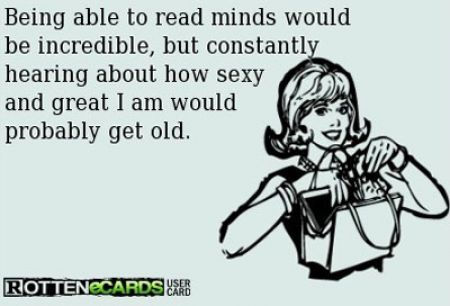 Being able to read minds would
be incredible, but constantly
hearing about how sexy
and great I am would
probably get old.
ROTTENeCARDS USER
CARD